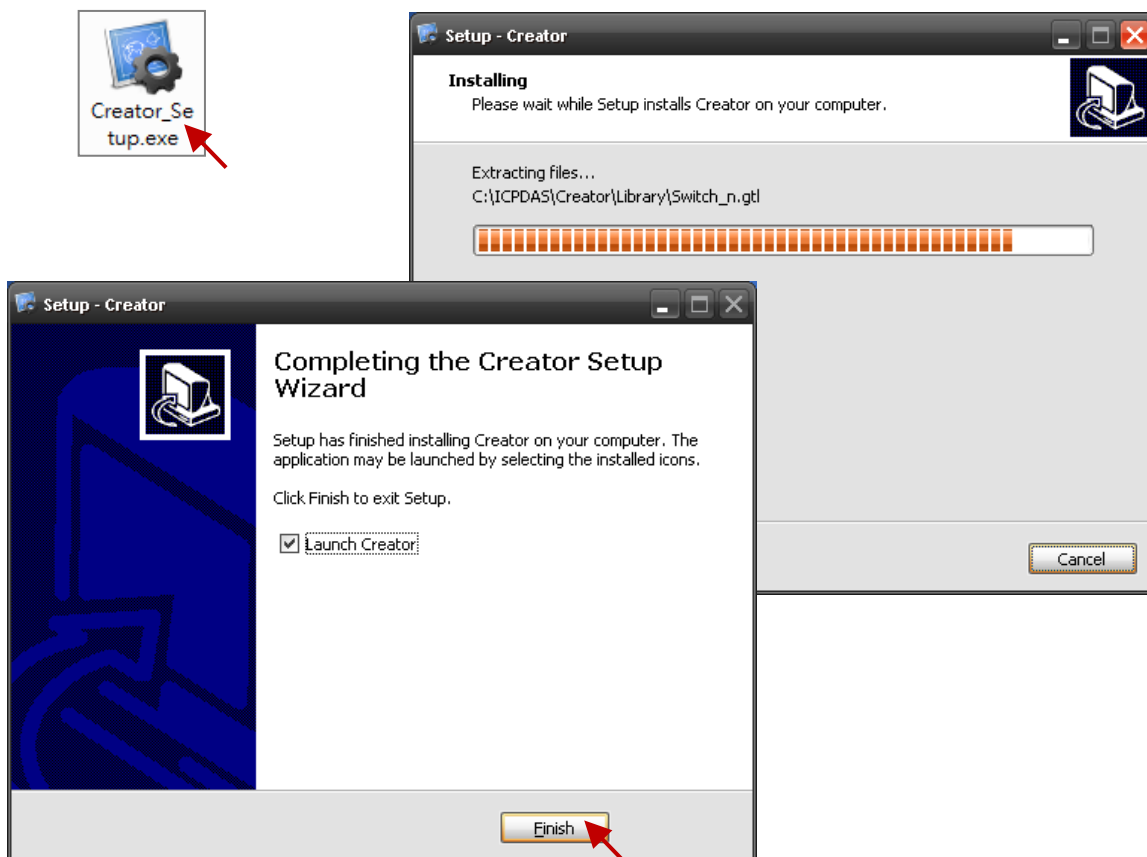 Creator_Se
tup.exe
Setup - Creator
Installing
Please wait while Setup installs Creator on your computer.
Extracting files...
C:\ICPDAS\Creator\Library\Switch_n.gtl
Cancel
Setup - Creator
Completing the Creator Setup
Wizard
Setup has finished installing Creator on your computer. The
application may be launched by selecting the installed icons.
Click Finish to exit Setup.
Launch Creator
Finish